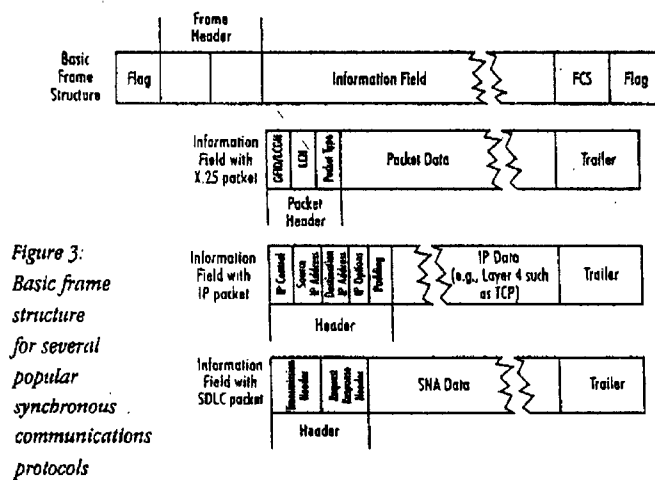 Frame
Header
Basic
Frame
Structure
Flag
Information Field
FCS
Flag
Information
Field with
X.25 packet
GFID/LCGN
LCN
Packet Type
Packet Data
Trailer
Packet
Header
Figure 3:
Basic frame
structure
for several
popular
synchronous
communications
protocols
Information
Field with
IP packet
IP Control
Source
IP Address
Destination
IP Address
IP Options
Padding
IP Data
(e.g., Layer 4 such
as TCP)
Trailer
Header
Information
Field with
SDLC packet
Transmission
Header
Request
Response
Header
SNA Data
Trailer
Header